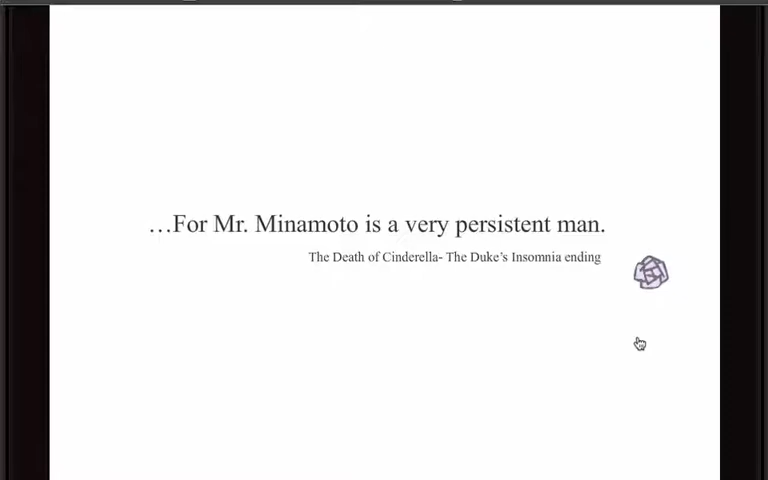 …For Mr. Minamoto is a very persistent man.
The Death of Cinderella- The Duke’s Insomnia ending